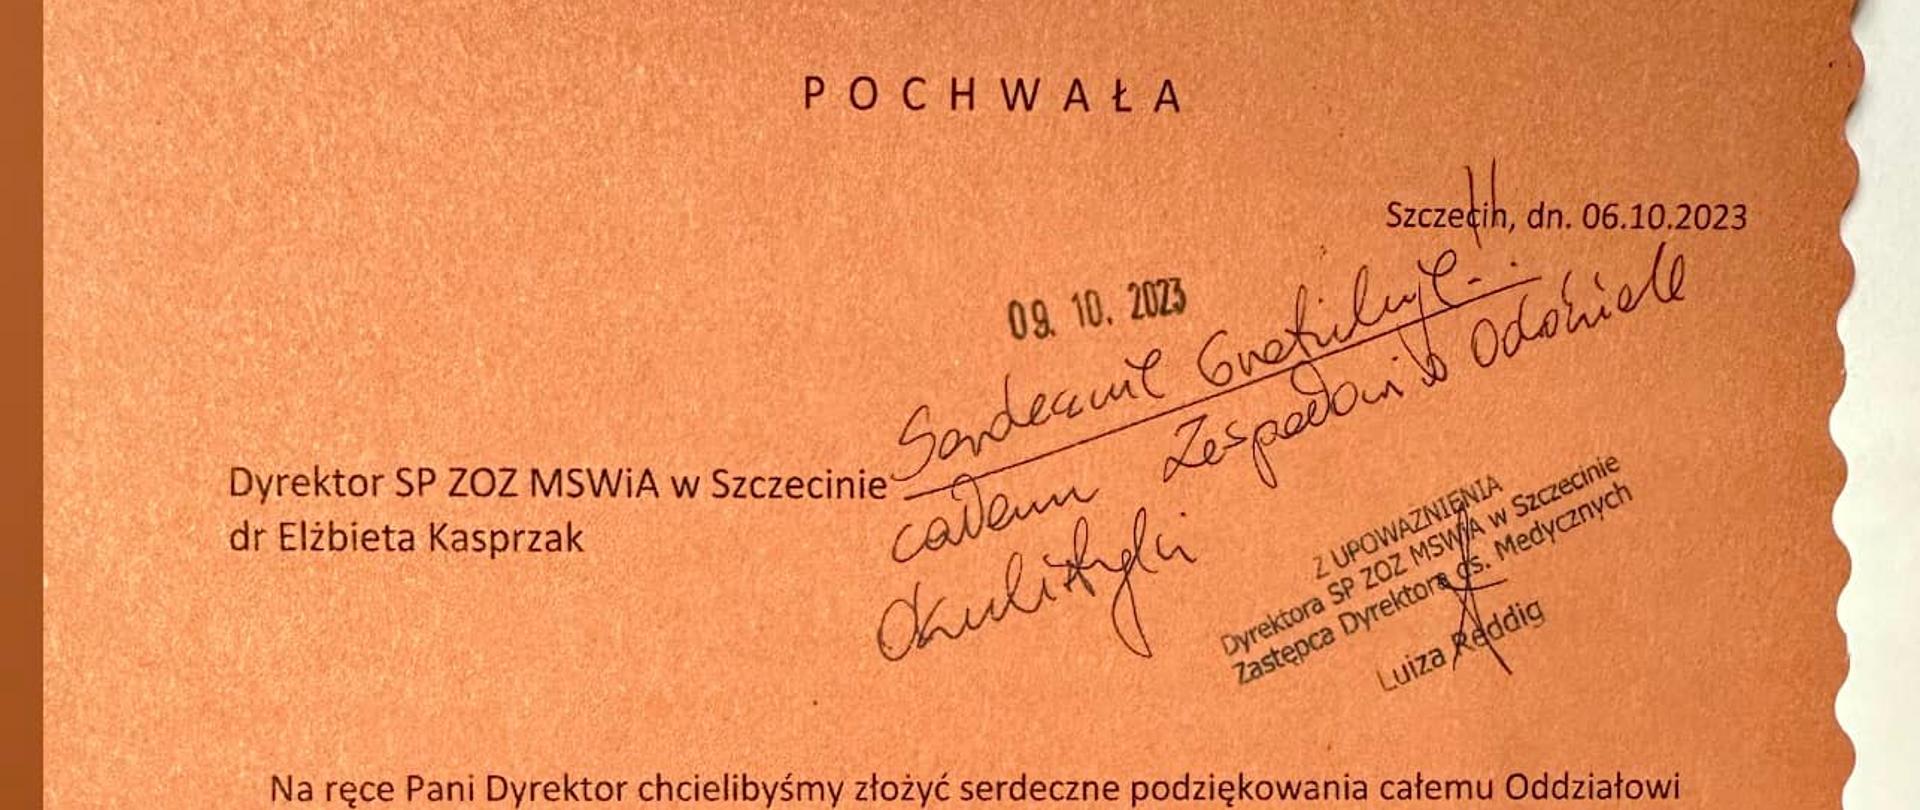 POCHWAŁA
Szczecin, dn. 06.10.2023
09. 10. 2023
Serdecznie Gratuluję
całemu Zespołowi w Oddziale
Okulistyki
Dyrektor SP ZOZ MSWiA w Szczecinie
dr Elżbieta Kasprzak
Z UPOWAŻNIENIA
Dyrektora SP ZOZ MSWiA w Szczecinie
Zastępca Dyrektora ds. Medycznych
Luiza Reddig
Na ręce Pani Dyrektor chcielibyśmy złożyć serdeczne podziękowania całemu Oddziałowi